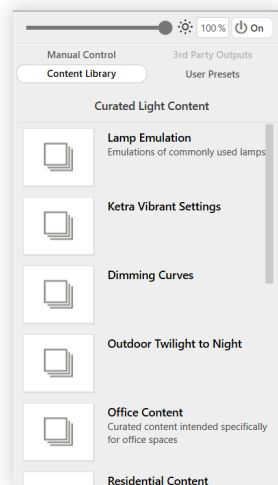 100 % On
Manual Control 3rd Party Outputs
Content Library User Presets
Curated Light Content
Lamp Emulation
Emulations of commonly used lamps
Ketra Vibrant Settings
Dimming Curves
Outdoor Twilight to Night
Office Content
Curated content intended specifically
for office spaces
Residential Content